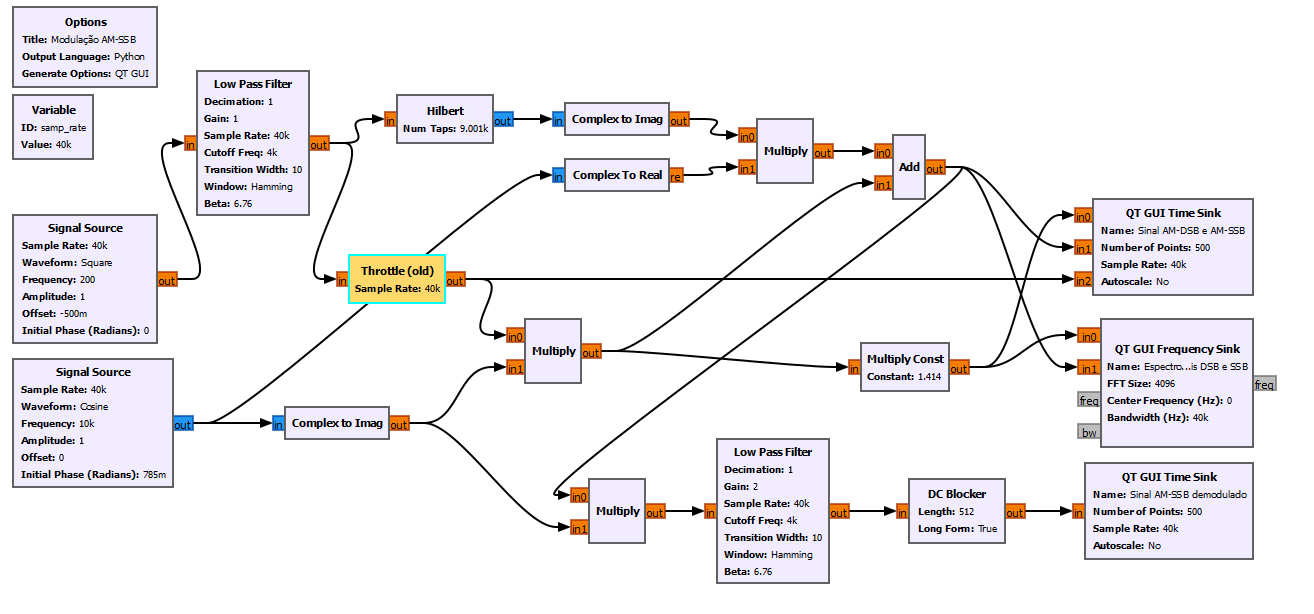 Options
Title: Modulação AM-SSB
Output Language: Python
Generate Options: QT GUI
Variable
ID: samp_rate
Value: 40k
Low Pass Filter
Decimation: 1
Gain: 1
Sample Rate: 40k
Cutoff Freq: 4k
Transition Width: 10
Window: Hamming
Beta: 6.76
in
out
Signal Source
Sample Rate: 40k
Waveform: Square
Frequency: 200
Amplitude: 1
Offset: -500m
Initial Phase (Radians): 0
out
Signal Source
Sample Rate: 40k
Waveform: Cosine
Frequency: 10k
Amplitude: 1
Offset: 0
Initial Phase (Radians): 785m
out
Hilbert
Num Taps: 9.001k
in
out
Complex to Imag
in
out
Complex To Real
in
re
Multiply
in0
in1
out
Add
in0
in1
out
Throttle (old)
Sample Rate: 40k
in
out
Multiply
in0
in1
out
Complex to Imag
in
out
Multiply Const
Constant: 1.414
in
out
QT GUI Time Sink
Name: Sinal AM-DSB e AM-SSB
Number of Points: 500
Sample Rate: 40k
Autoscale: No
in0
in1
in2
QT GUI Frequency Sink
Name: Espectro...is DSB e SSB
FFT Size: 4096
Center Frequency (Hz): 0
Bandwidth (Hz): 40k
in0
in1
freq
bw
freq
Multiply
in0
in1
out
Low Pass Filter
Decimation: 1
Gain: 2
Sample Rate: 40k
Cutoff Freq: 4k
Transition Width: 10
Window: Hamming
Beta: 6.76
in
out
DC Blocker
Length: 512
Long Form: True
in
out
QT GUI Time Sink
Name: Sinal AM-SSB demodulado
Number of Points: 500
Sample Rate: 40k
Autoscale: No
in